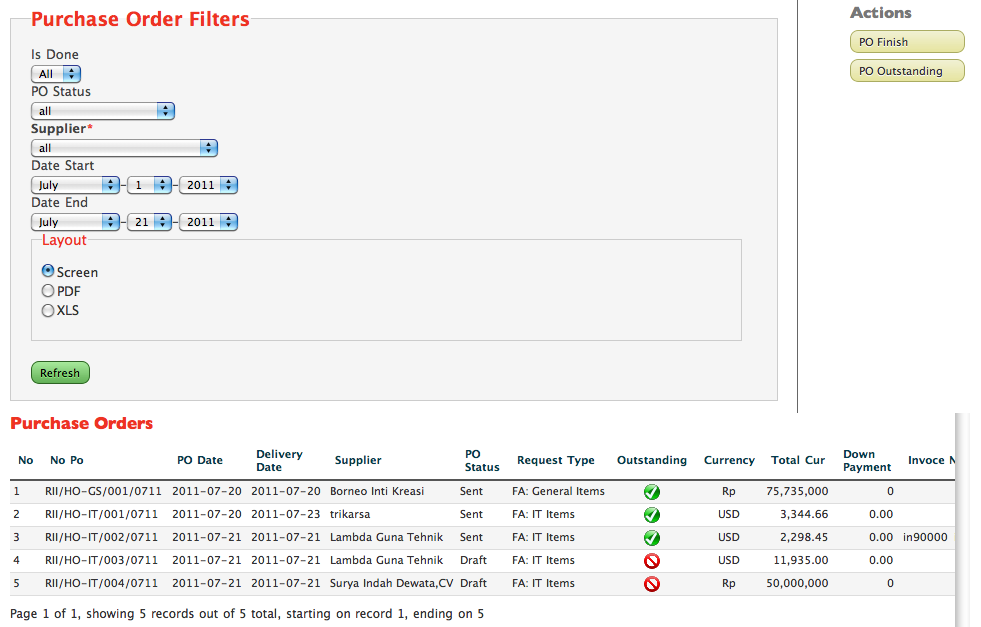 Purchase Order Filters
Actions
Is Done
All
PO Status
all
Supplier*
all
Date Start
July - 1 - 2011
Date End
July - 21 - 2011
Layout
Screen
PDF
XLS
Refresh
PO Finish
PO Outstanding
Purchase Orders
No No Po PO Date Delivery Date Supplier PO Status Request Type Outstanding Currency Total Cur Down Payment Invoce N
1 RII/HO-GS/001/0711 2011-07-20 2011-07-20 Borneo Inti Kreasi Sent FA: General Items Rp 75,735,000 0
2 RII/HO-IT/001/0711 2011-07-20 2011-07-23 trikarsa Sent FA: IT Items USD 3,344.66 0.00
3 RII/HO-IT/002/0711 2011-07-21 2011-07-21 Lambda Guna Tehnik Sent FA: IT Items USD 2,298.45 0.00 in90000
4 RII/HO-IT/003/0711 2011-07-21 2011-07-21 Lambda Guna Tehnik Draft FA: IT Items USD 11,935.00 0.00
5 RII/HO-IT/004/0711 2011-07-21 2011-07-21 Surya Indah Dewata,CV Draft FA: IT Items Rp 50,000,000 0
Page 1 of 1, showing 5 records out of 5 total, starting on record 1, ending on 5